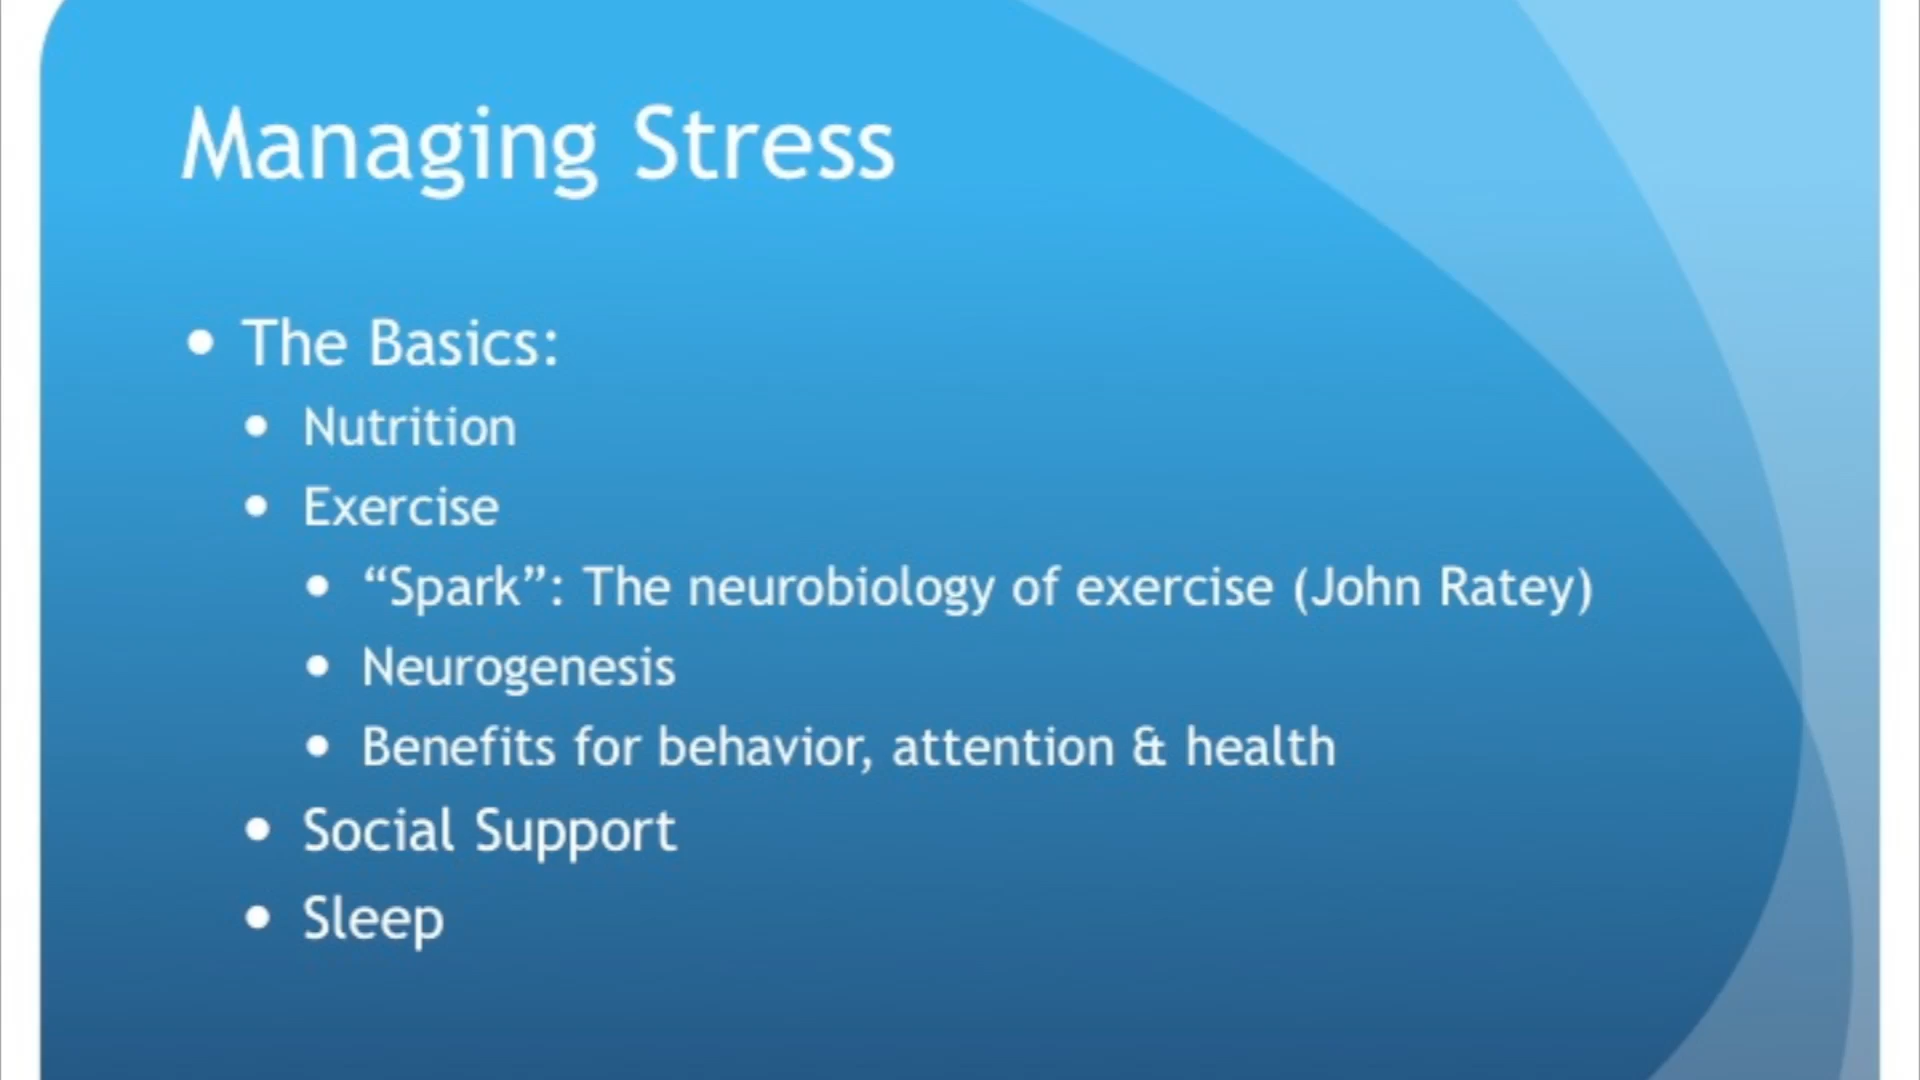 Managing Stress
• The Basics:
• Nutrition
• Exercise
• “Spark”: The neurobiology of exercise (John Ratey)
• Neurogenesis
• Benefits for behavior, attention & health
• Social Support
• Sleep